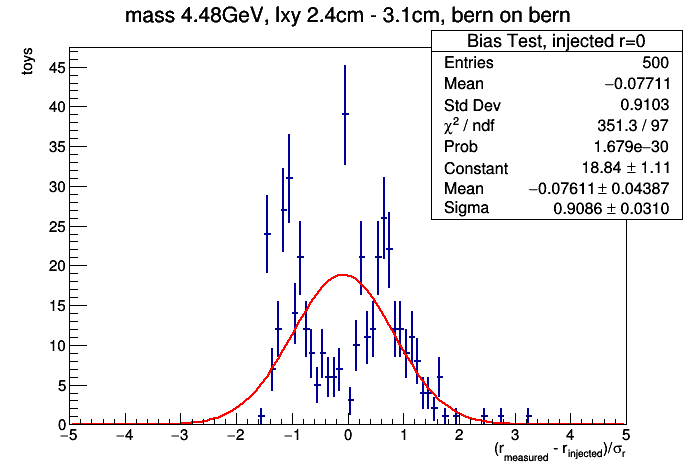 mass 4.48GeV, lxy 2.4cm - 3.1cm, bern on bern
Bias Test, injected r=0
Entries 500
Mean −0.07711
Std Dev 0.9103
χ² / ndf 351.3 / 97
Prob 1.679e−30
Constant 18.84 ± 1.11
Mean −0.07611 ± 0.04387
Sigma 0.9086 ± 0.0310
toys
45
40
35
30
25
20
15
10
5
0
−5 −4 −3 −2 −1 0 1 2 3 4 5
(r_measured - r_injected)/σ_r